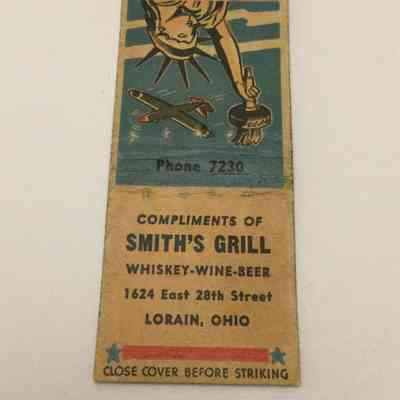 Phone 7230
COMPLIMENTS OF
SMITH'S GRILL
WHISKEY-WINE-BEER
1624 East 28th Street
LORAIN, OHIO
CLOSE COVER BEFORE STRIKING